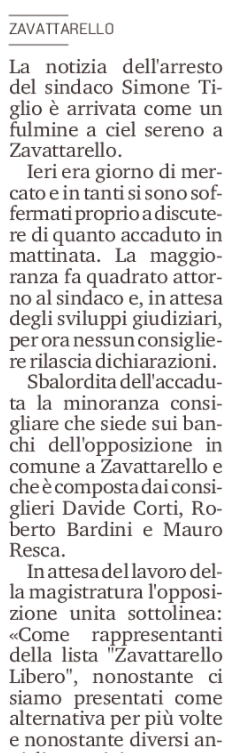 ZAVATTARELLO
La notizia dell'arresto
del sindaco Simone Ti-
glio è arrivata come un
fulmine a ciel sereno a
Zavattarello.
Ieri era giorno di mer-
cato e in tanti si sono sof-
fermati proprio a discute-
re di quanto accaduto in
mattinata. La maggio-
ranza fa quadrato attor-
no al sindaco e, in attesa
degli sviluppi giudiziari,
per ora nessun consiglie-
re rilascia dichiarazioni.
Sbalordita dell'accadu-
ta la minoranza consi-
gliare che siede sui ban-
chi dell'opposizione in
comune a Zavattarello e
che è composta dai consi-
glieri Davide Corti, Ro-
berto Bardini e Mauro
Resca.
In attesa del lavoro del-
la magistratura l'opposi-
zione unita sottolinea:
«Come rappresentanti
della lista "Zavattarello
Libero", nonostante ci
siamo presentati come
alternativa per più volte
e nonostante diversi an-